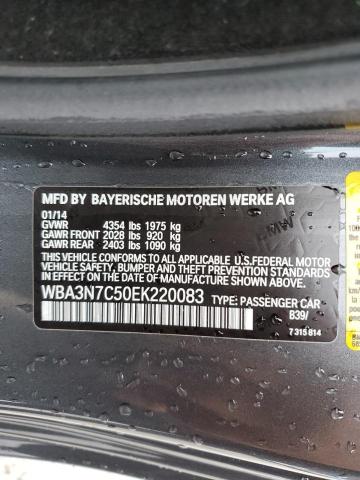 MFD BY BAYERISCHE MOTOREN WERKE AG
01/14
GVWR 4354 lbs 1975 kg
GAWR FRONT 2028 lbs 920 kg
GAWR REAR 2403 lbs 1090 kg
THIS VEHICLE CONFORMS TO ALL
APPLICABLE U.S.FEDERAL MOTOR
VEHICLE SAFETY, BUMPER AND THEFT PREVENTION STANDARDS
IN EFFECT ON THE DATE OF MANUFACTURE SHOWN ABOVE.
WBA3N7C50EK220083 TYPE: PASSENGER CAR
B39/
7 315 814